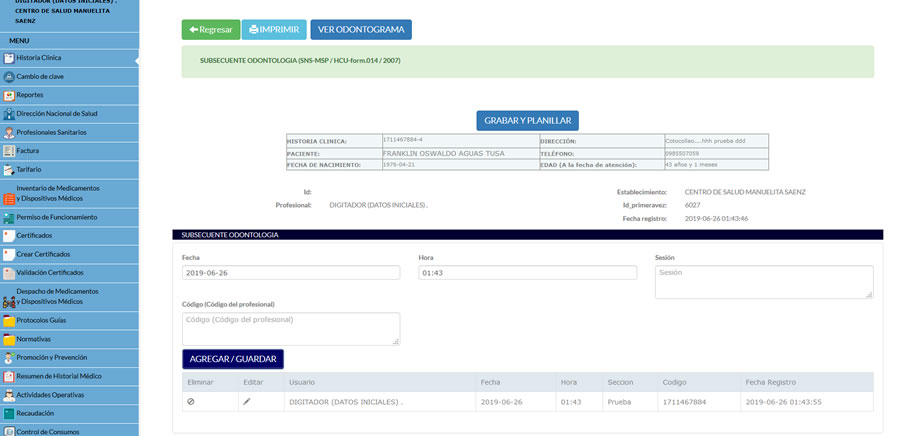 DIGITADOR (DATOS INICIALES) .
CENTRO DE SALUD MANUELITA
SAENZ
MENU
Historia Clínica
Cambio de clave
Reportes
Dirección Nacional de Salud
Profesionales Sanitarios
Factura
Tarifario
Inventario de Medicamentos
y Dispositivos Médicos
Permiso de Funcionamiento
Certificados
Crear Certificados
Validación Certificados
Despacho de Medicamentos
y Dispositivos Médicos
Protocolos Guías
Normativas
Promoción y Prevención
Resumen de Historial Médico
Actividades Operativas
Recaudación
Control de Consumos
Regresar IMPRIMIR VER ODONTOGRAMA
SUBSECUENTE ODONTOLOGIA (SNS-MSP / HCU-form.014 / 2007)
GRABAR Y PLANILLAR
HISTORIA CLINICA: 1711467884-4 DIRECCIÓN: Cotocollao.....hhh prueba ddd
PACIENTE: FRANKLIN OSWALDO AGUAS TUSA TELÉFONO: 0985507059
FECHA DE NACIMIENTO: 1976-04-21 EDAD (A la fecha de atención): 43 años y 1 meses
Id: Establecimiento: CENTRO DE SALUD MANUELITA SAENZ
Profesional: DIGITADOR (DATOS INICIALES) . Id_primeravez: 6027
Fecha registro: 2019-06-26 01:43:46
SUBSECUENTE ODONTOLOGIA
Fecha Hora Sesión
2019-06-26 01:43 Sesión
Código (Código del profesional)
Código (Código del profesional)
AGREGAR / GUARDAR
Eliminar Editar Usuario Fecha Hora Seccion Codigo Fecha Registro
DIGITADOR (DATOS INICIALES) . 2019-06-26 01:43 Prueba 1711467884 2019-06-26 01:43:55